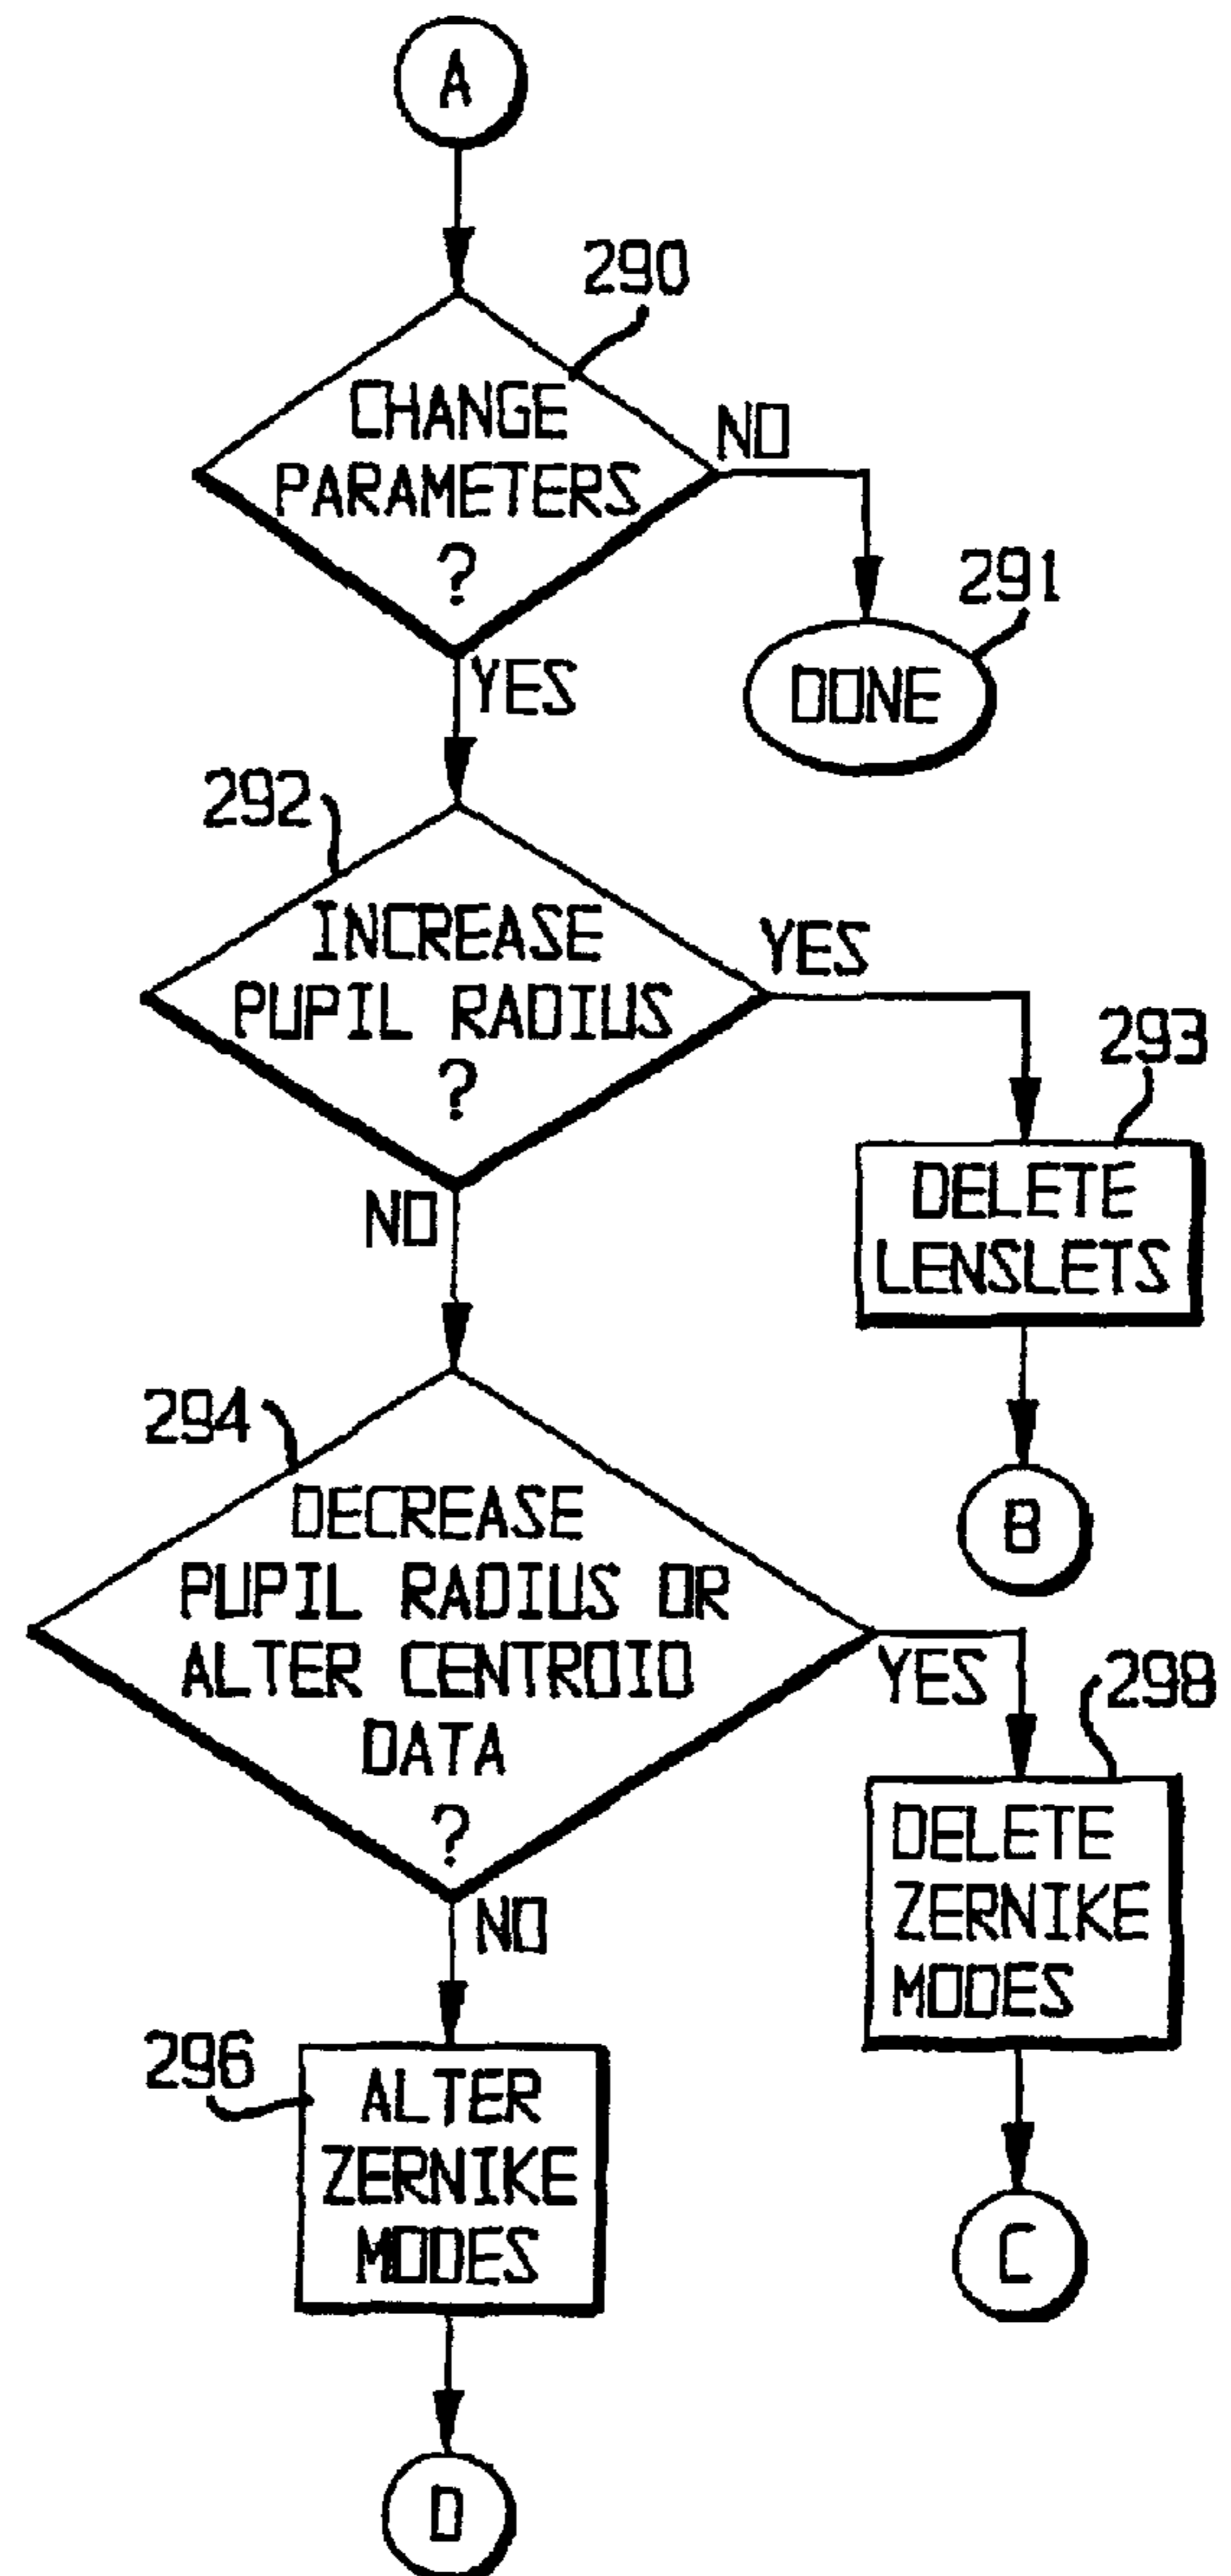 A
290
CHANGE
PARAMETERS
?
NO
YES
291
DONE
292
INCREASE
PUPIL RADIUS
?
YES
NO
293
DELETE
LENSLETS
B
294
DECREASE
PUPIL RADIUS OR
ALTER CENTROID
DATA
?
YES
NO
298
DELETE
ZERNIKE
MODES
C
296
ALTER
ZERNIKE
MODES
D